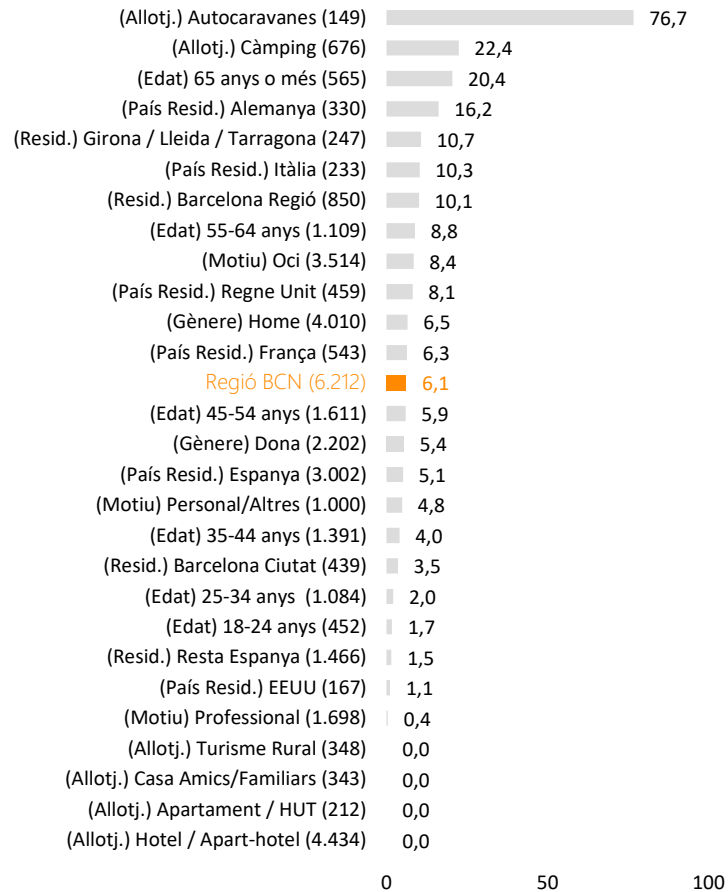 (Allotj.) Autocaravanes (149) 76,7
(Allotj.) Càmping (676) 22,4
(Edat) 65 anys o més (565) 20,4
(País Resid.) Alemanya (330) 16,2
(Resid.) Girona / Lleida / Tarragona (247) 10,7
(País Resid.) Itàlia (233) 10,3
(Resid.) Barcelona Regió (850) 10,1
(Edat) 55-64 anys (1.109) 8,8
(Motiu) Oci (3.514) 8,4
(País Resid.) Regne Unit (459) 8,1
(Gènere) Home (4.010) 6,5
(País Resid.) França (543) 6,3
Regió BCN (6.212) 6,1
(Edat) 45-54 anys (1.611) 5,9
(Gènere) Dona (2.202) 5,4
(País Resid.) Espanya (3.002) 5,1
(Motiu) Personal/Altres (1.000) 4,8
(Edat) 35-44 anys (1.391) 4,0
(Resid.) Barcelona Ciutat (439) 3,5
(Edat) 25-34 anys (1.084) 2,0
(Edat) 18-24 anys (452) 1,7
(Resid.) Resta Espanya (1.466) 1,5
(País Resid.) EEUU (167) 1,1
(Motiu) Professional (1.698) 0,4
(Allotj.) Turisme Rural (348) 0,0
(Allotj.) Casa Amics/Familiars (343) 0,0
(Allotj.) Apartament / HUT (212) 0,0
(Allotj.) Hotel / Apart-hotel (4.434) 0,0
0 50 100